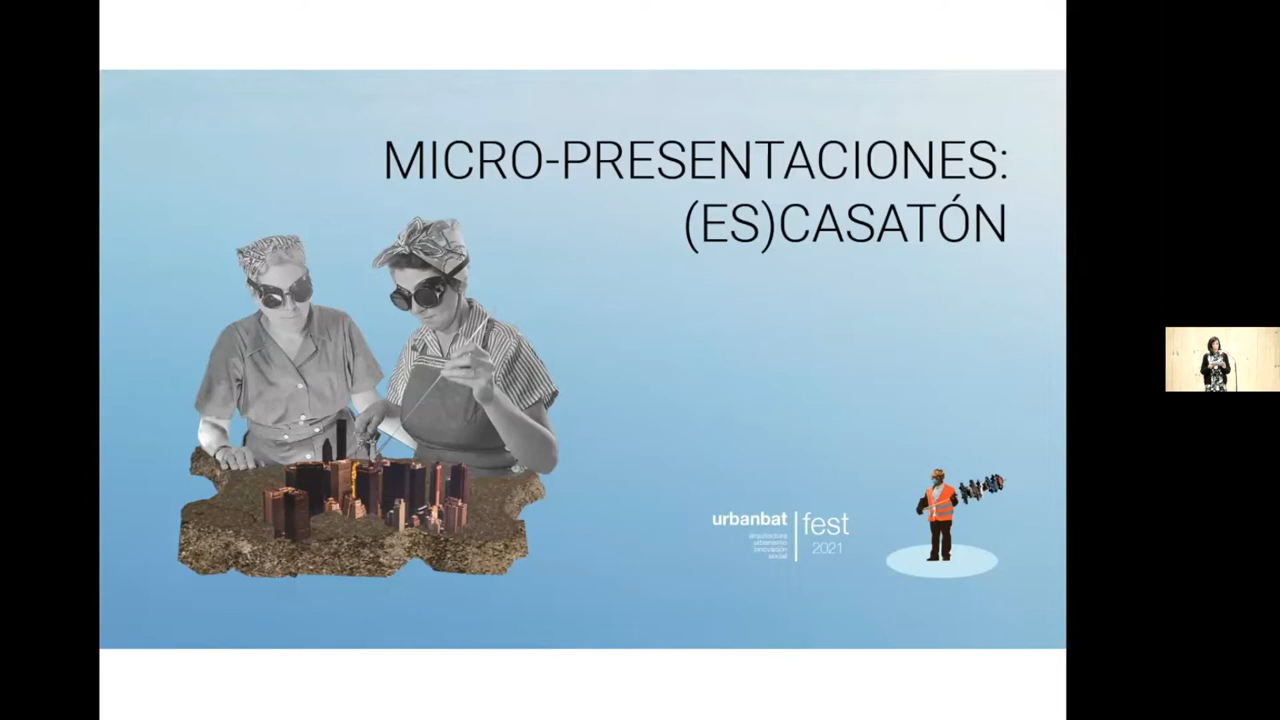 MICRO-PRESENTACIONES:
(ES)CASATÓN
urbanbat
arquitectura
urbanismo
innovación
social
fest
2021